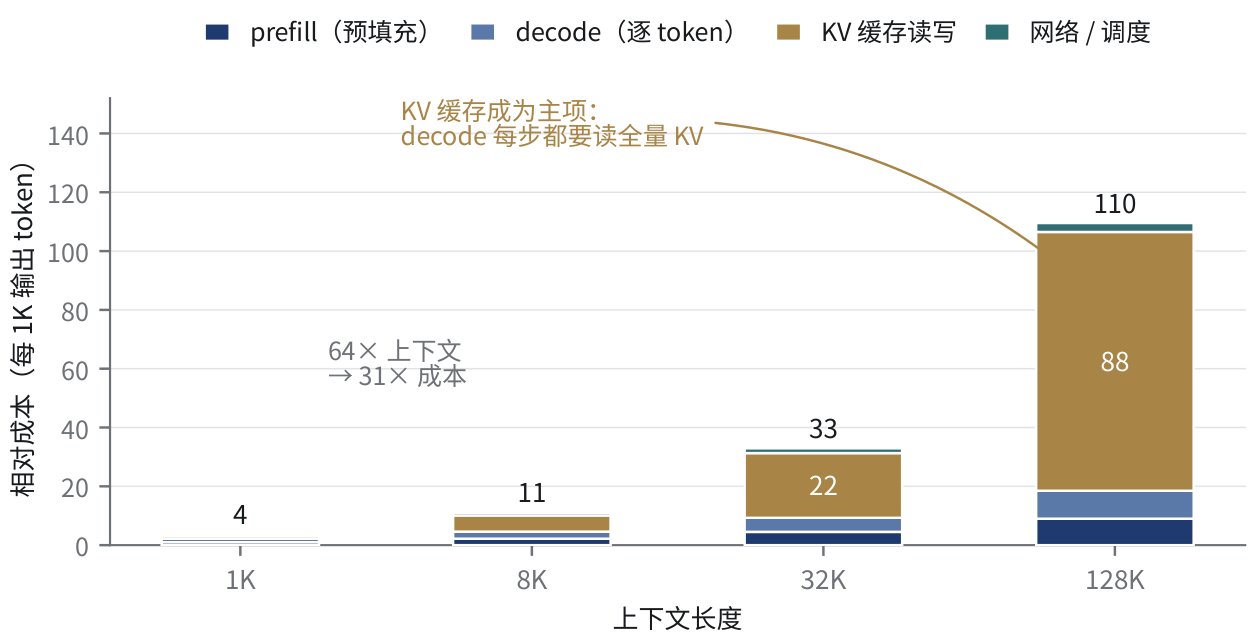 prefill（预填充） decode（逐 token） KV 缓存读写 网络 / 调度
KV 缓存成为主项：
decode 每步都要读全量 KV
64× 上下文
→ 31× 成本
相对成本（每 1K 输出 token）
140
120
100
80
60
40
20
0
4
11
33
22
110
88
1K 8K 32K 128K
上下文长度